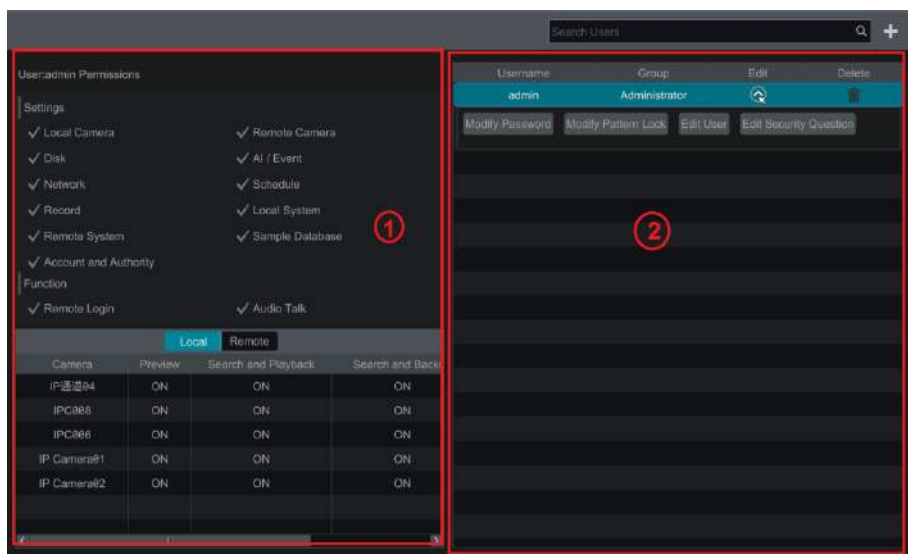 Search Users
User:admin Permissions
Settings
Local Camera Remote Camera
Disk AI / Event
Network Schedule
Record Local System
Remote System Sample Database
Account and Authority
Function
Remote Login Audio Talk
Local Remote
Camera Preview Search and Playback Search and Back
IP通道04 ON ON ON
IPC008 ON ON ON
IPC006 ON ON ON
IP Camera01 ON ON ON
IP Camera02 ON ON ON
1
Username Group Edit Delete
admin Administrator
Modify Password Modify Pattern Lock Edit User Edit Security Question
2